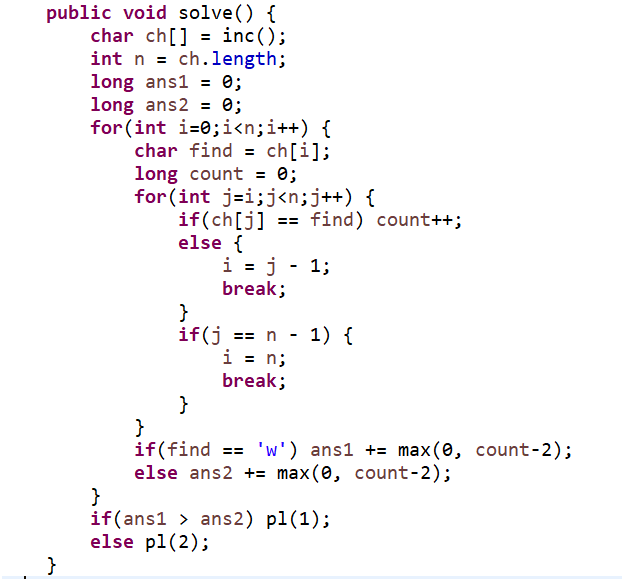 public void solve() {
    char ch[] = inc();
    int n = ch.length;
    long ans1 = 0;
    long ans2 = 0;
    for(int i=0;i<n;i++) {
        char find = ch[i];
        long count = 0;
        for(int j=i;j<n;j++) {
            if(ch[j] == find) count++;
            else {
                i = j - 1;
                break;
            }
            if(j == n - 1) {
                i = n;
                break;
            }
        }
        if(find == 'w') ans1 += max(0, count-2);
        else ans2 += max(0, count-2);
    }
    if(ans1 > ans2) pl(1);
    else pl(2);
}